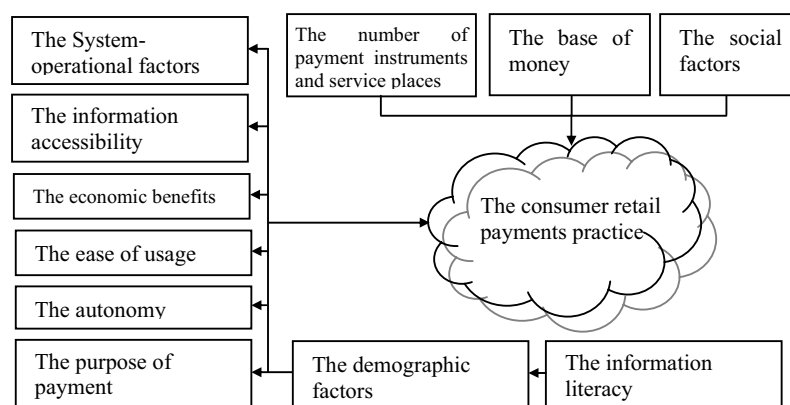 The System-
operational factors
The information
accessibility
The economic benefits
The ease of usage
The autonomy
The purpose of
payment
The number of
payment instruments
and service places
The base of
money
The social
factors
The consumer retail
payments practice
The demographic
factors
The information
literacy